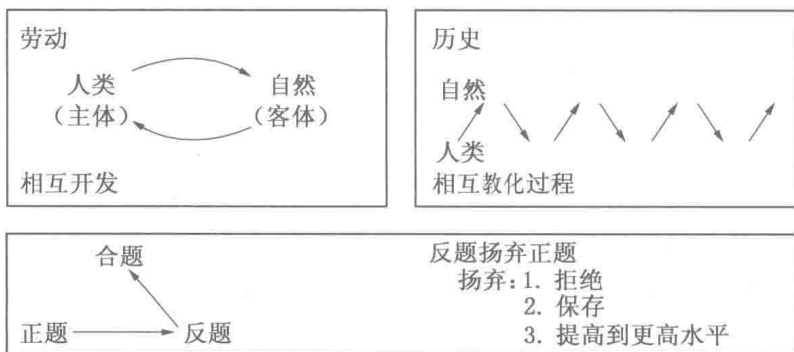 劳动
人类
（主体）
自然
（客体）
相互开发
历史
自然
人类
相互教化过程
合题
正题
反题
反题扬弃正题
扬弃：1. 拒绝
2. 保存
3. 提高到更高水平